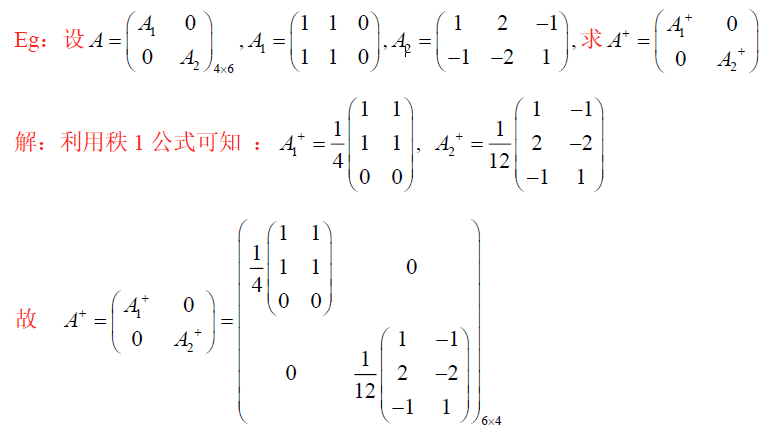 Eg：设 $A=\begin{pmatrix} A_1 & 0 \\ 0 & A_2 \end{pmatrix}_{4\times 6}, A_1=\begin{pmatrix} 1 & 1 & 0 \\ 1 & 1 & 0 \end{pmatrix}, A_2=\begin{pmatrix} 1 & 2 & -1 \\ -1 & -2 & 1 \end{pmatrix},$ 求 $A^+=\begin{pmatrix} A_1^+ & 0 \\ 0 & A_2^+ \end{pmatrix}$
解：利用秩 1 公式可知 ： $A_1^+=\frac{1}{4}\begin{pmatrix} 1 & 1 \\ 1 & 1 \\ 0 & 0 \end{pmatrix}, A_2^+=\frac{1}{12}\begin{pmatrix} 1 & -1 \\ 2 & -2 \\ -1 & 1 \end{pmatrix}$
故 $A^+=\begin{pmatrix} A_1^+ & 0 \\ 0 & A_2^+ \end{pmatrix}=\begin{pmatrix} \frac{1}{4}\begin{pmatrix} 1 & 1 \\ 1 & 1 \\ 0 & 0 \end{pmatrix} & 0 \\ 0 & \frac{1}{12}\begin{pmatrix} 1 & -1 \\ 2 & -2 \\ -1 & 1 \end{pmatrix} \end{pmatrix}_{6\times 4}$